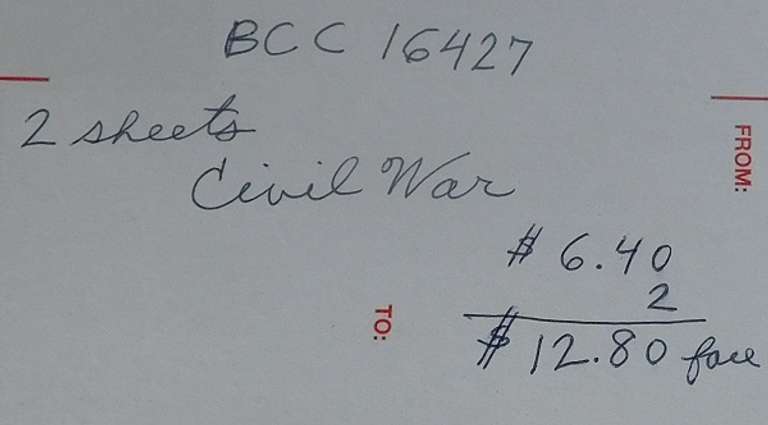 BCC 16427
2 sheets
Civil War
FROM:
$ 6.40
2
TO:
$ 12.80 face